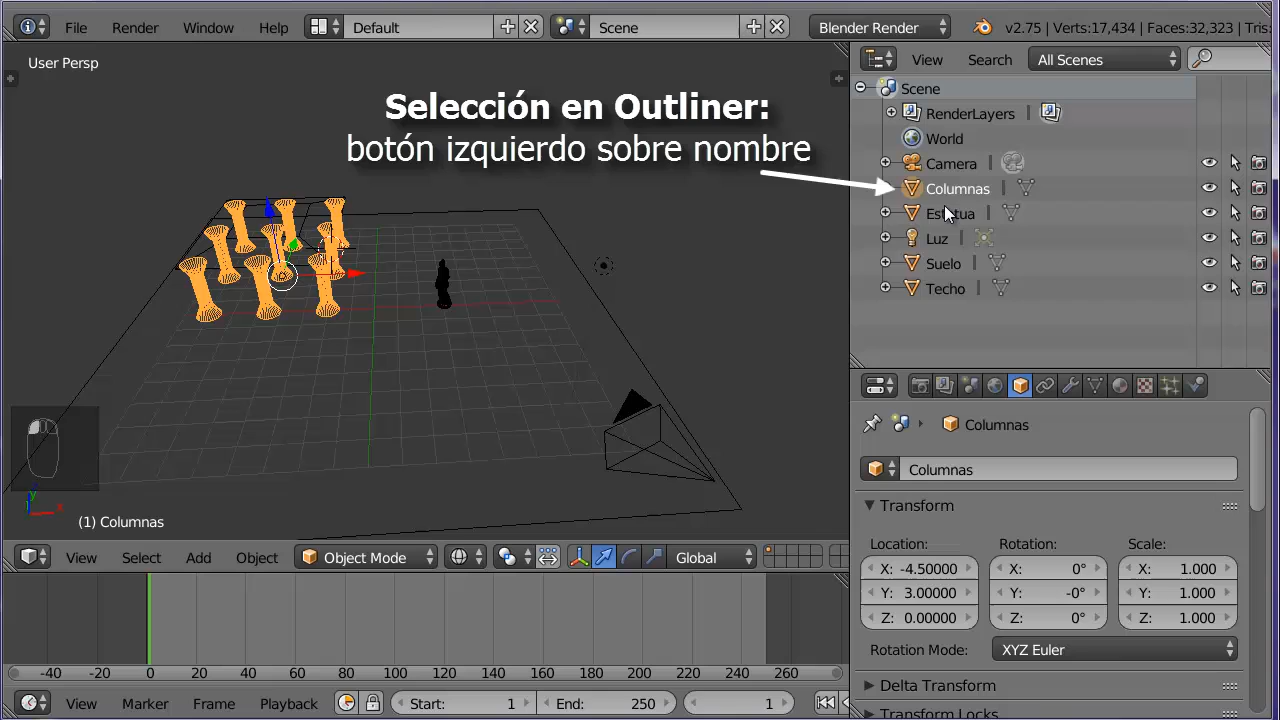 File Render Window Help Default Scene Blender Render v2.75 | Verts:17,434 | Faces:32,323 | Tris:
User Persp
View Search All Scenes
Selección en Outliner:
botón izquierdo sobre nombre
Scene
RenderLayers
World
Camera
Columnas
Estatua
Luz
Suelo
Techo
z
y
x
(1) Columnas
View Select Add Object Object Mode Global
Columnas
Columnas
Transform
Location: Rotation: Scale:
X: -4.50000 X: 0° X: 1.000
Y: 3.00000 Y: -0° Y: 1.000
Z: 0.00000 Z: 0° Z: 1.000
Rotation Mode: XYZ Euler
Delta Transform
Transform Locks
-40 -20 0 20 40 60 80 100 120 140 160 180 200 220 240 260
View Marker Frame Playback Start: 1 End: 250 1